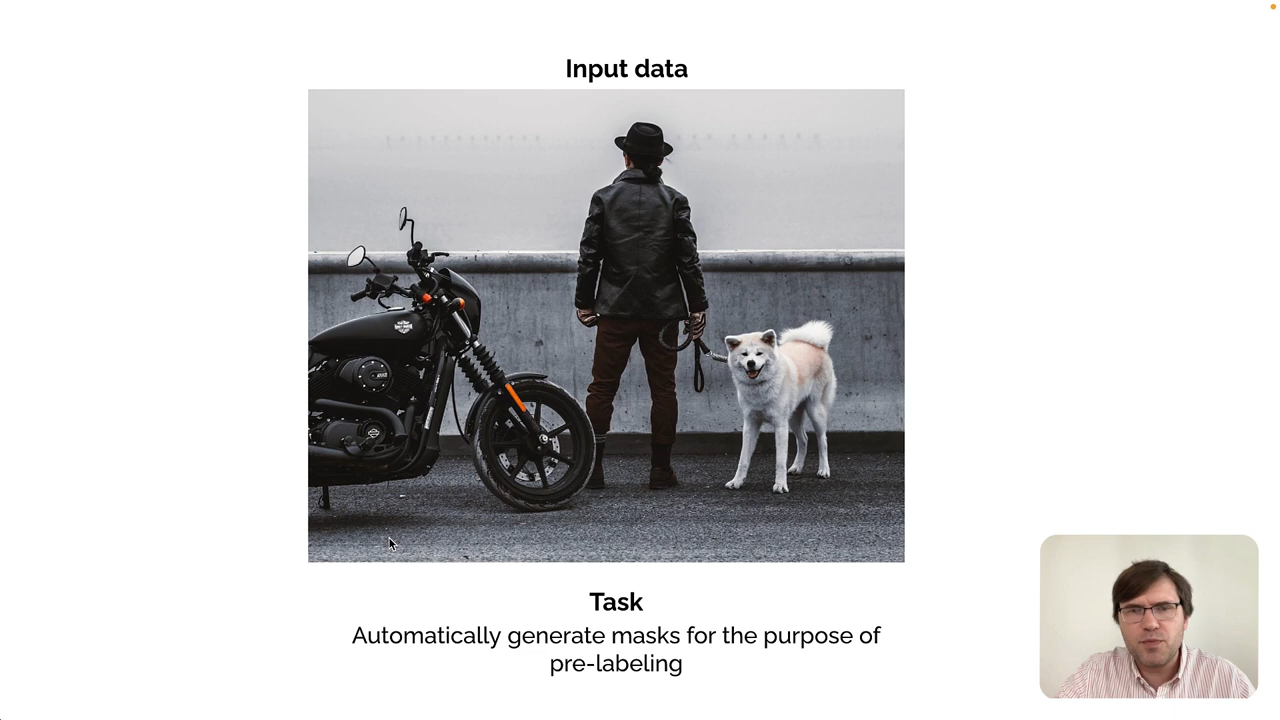 Input data
Task
Automatically generate masks for the purpose of
pre-labeling